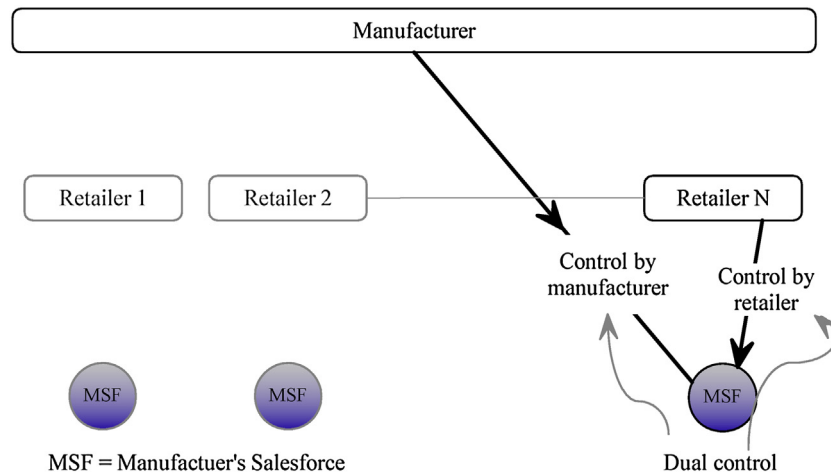 Manufacturer
Retailer 1
Retailer 2
Retailer N
Control by
manufacturer
Control by
retailer
MSF
MSF
MSF
MSF = Manufactuer's Salesforce
Dual control